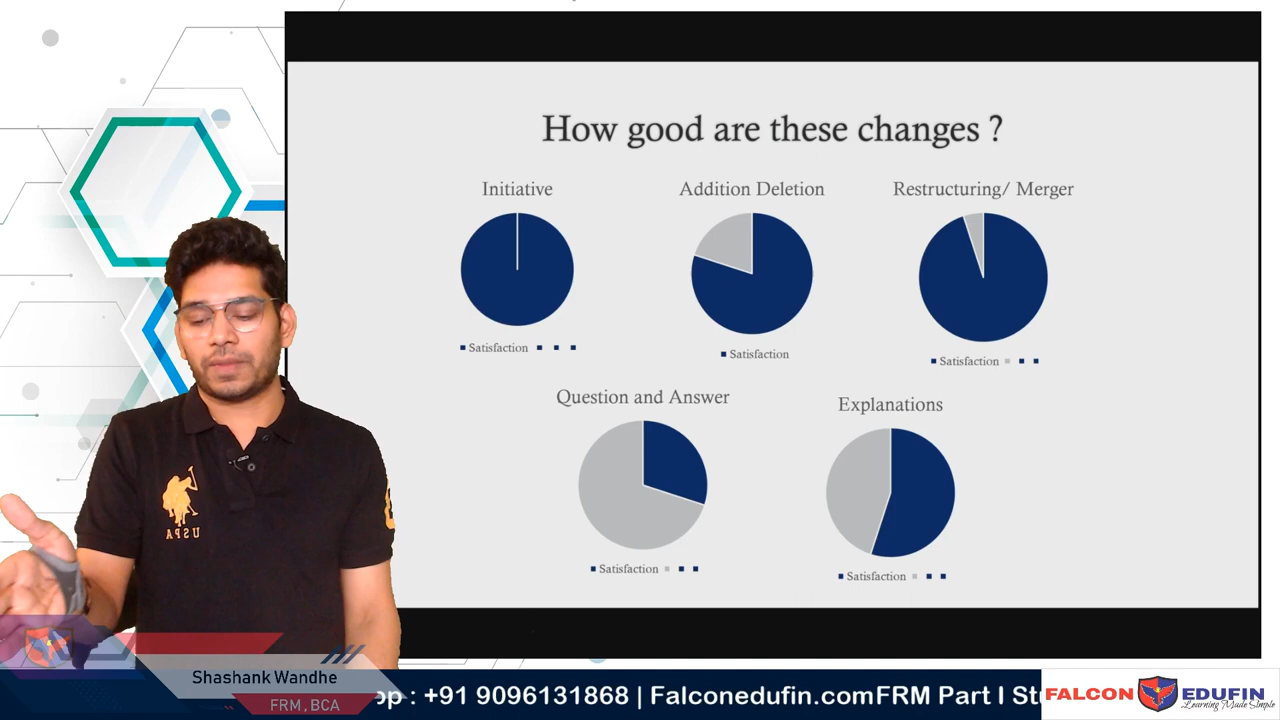 How good are these changes ?
Initiative
Addition Deletion
Restructuring/ Merger
Satisfaction
Satisfaction
Satisfaction
Question and Answer
Explanations
Satisfaction
Satisfaction
USPA
Shashank Wandhe
FRM , BCA
: +91 9096131868 | Falconedufin.comFRM Part I
FALCON EDUFIN
Learning Made Simple